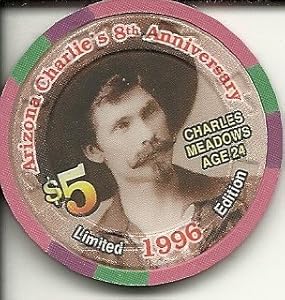 Arizona Charlie's 8th Anniversary
CHARLES
MEADOWS
AGE 24
$5
Limited 1996 Edition